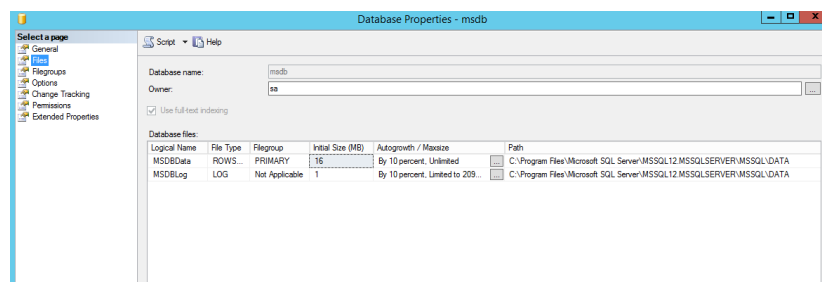 Database Properties - msdb
Select a page
General
Files
Filegroups
Options
Change Tracking
Permissions
Extended Properties
Script Help
Database name: msdb
Owner: sa ...
Use full-text indexing
Database files:
Logical Name File Type Filegroup Initial Size (MB) Autogrowth / Maxsize Path
MSDBData ROWS... PRIMARY 16 By 10 percent, Unlimited ... C:\Program Files\Microsoft SQL Server\MSSQL12.MSSQLSERVER\MSSQL\DATA
MSDBLog LOG Not Applicable 1 By 10 percent, Limited to 209... ... C:\Program Files\Microsoft SQL Server\MSSQL12.MSSQLSERVER\MSSQL\DATA